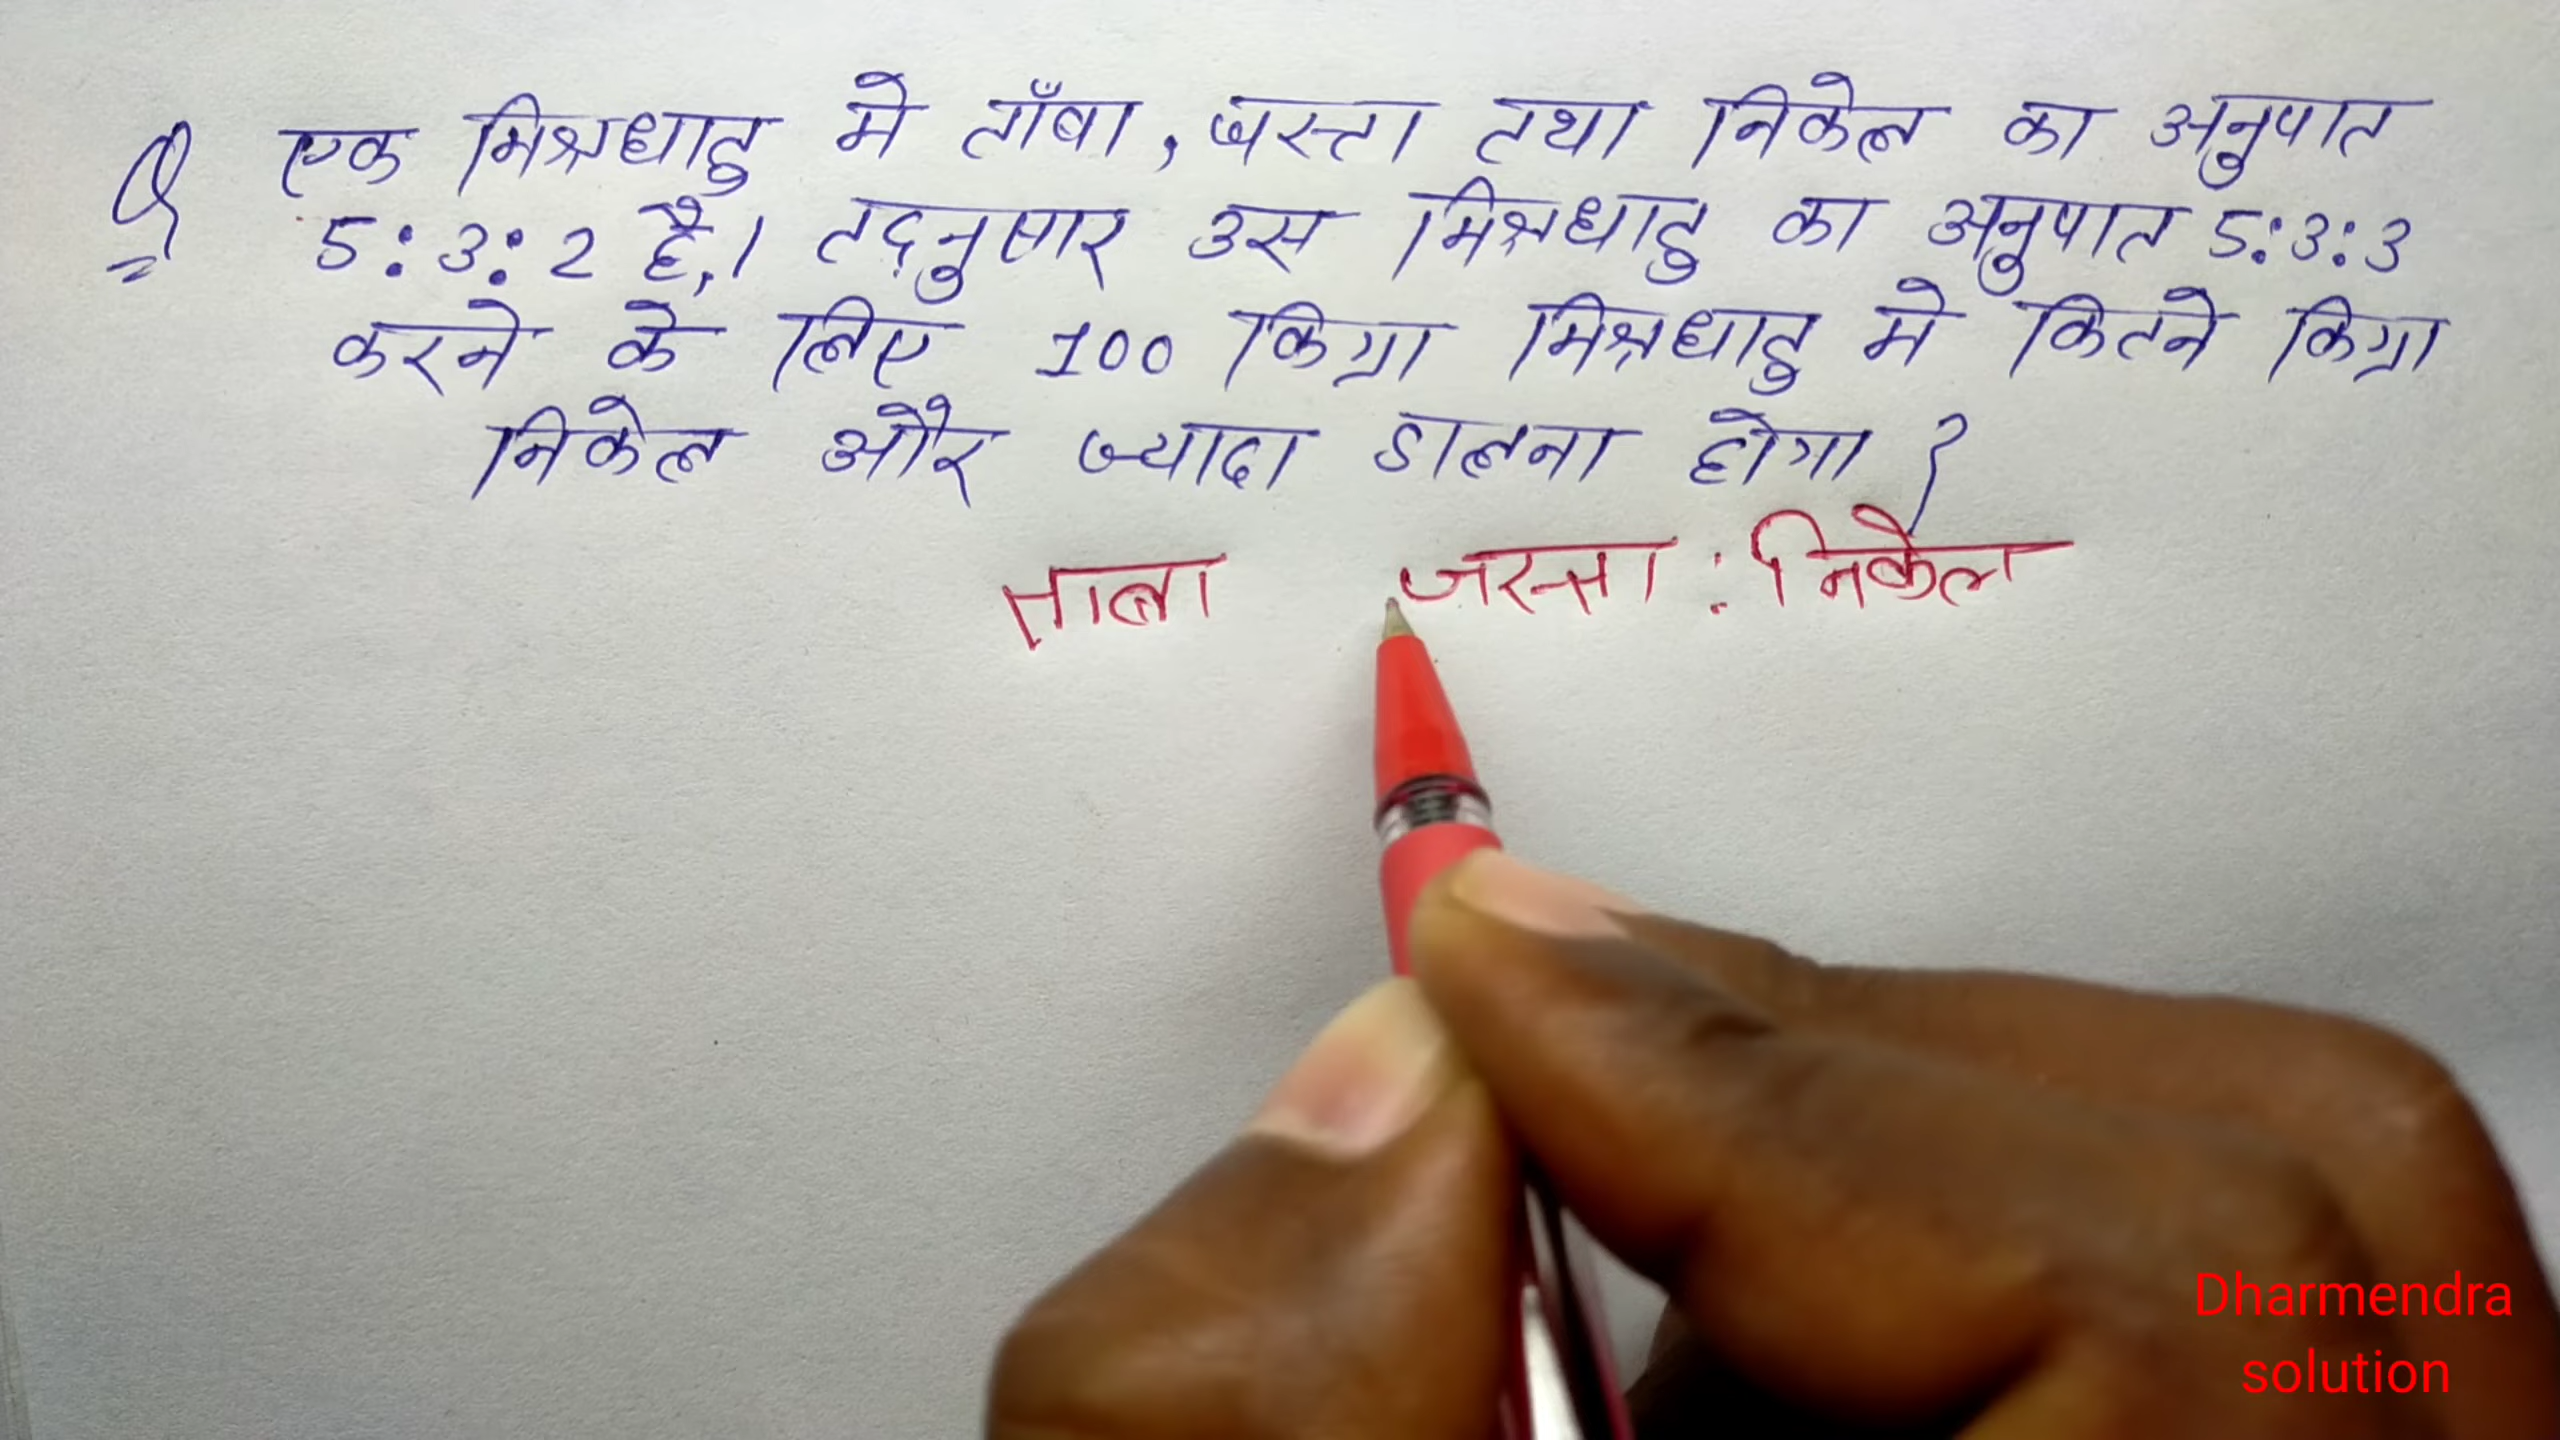 Q एक मिश्रधातु मे ताँबा, जस्ता तथा निकेल का अनुपात
5:3:2 है,। तद्नुसार उस मिश्रधातु का अनुपात 5:3:3
करने के लिए 100 किग्रा मिश्रधातु मे कितने किग्रा
निकेल और ज्यादा डालना होगा ?
ताबा जस्ता : निकेल
Dharmendra
solution